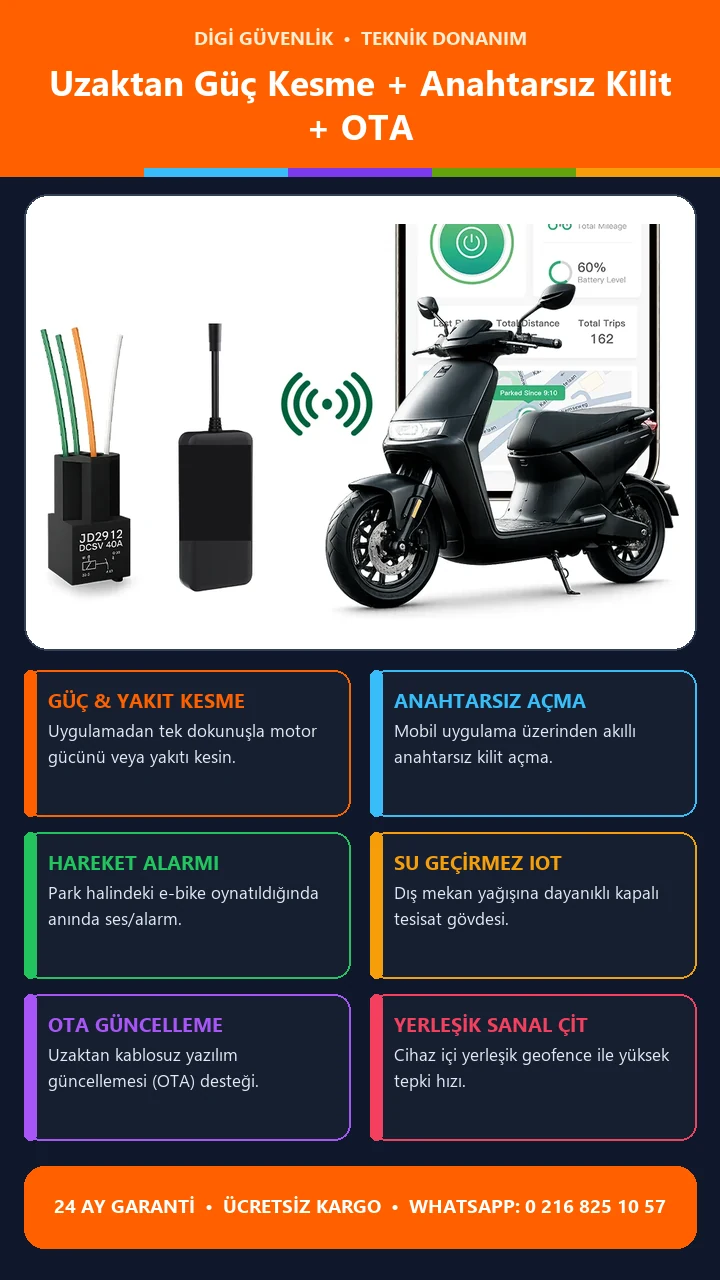 DİGİ GÜVENLİK • TEKNİK DONANIM
Uzaktan Güç Kesme + Anahtarsız Kilit
+ OTA
Total Mileage
60%
Battery Level
Total Distance
Total Trips
162
Parked Since 9:10
JD2912
DCSV 40A
GÜÇ & YAKIT KESME
Uygulamadan tek dokunuşla motor
gücünü veya yakıtı kesin.
ANAHTARSIZ AÇMA
Mobil uygulama üzerinden akıllı
anahtarsız kilit açma.
HAREKET ALARMI
Park halindeki e-bike oynatıldığında
anında ses/alarm.
SU GEÇİRMEZ IOT
Dış mekan yağışına dayanıklı kapalı
tesisat gövdesi.
OTA GÜNCELLEME
Uzaktan kablosuz yazılım
güncellemesi (OTA) desteği.
YERLEŞİK SANAL ÇİT
Cihaz içi yerleşik geofence ile yüksek
tepki hızı.
24 AY GARANTİ • ÜCRETSİZ KARGO • WHATSAPP: 0 216 825 10 57